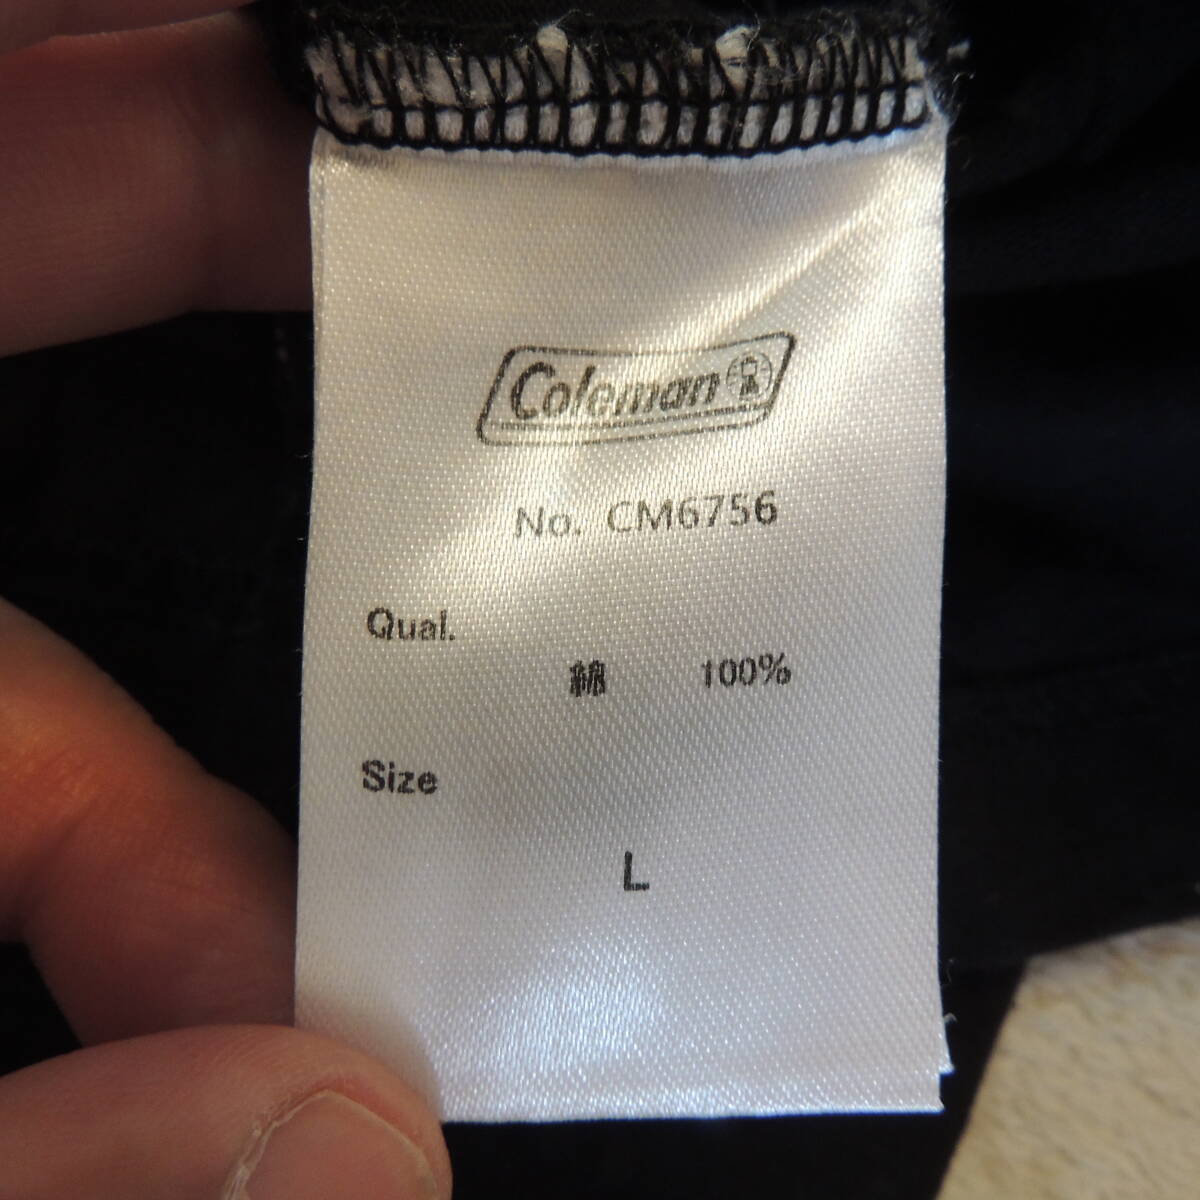 Coleman
No. CM6756
Qual.
綿 100%
Size
L